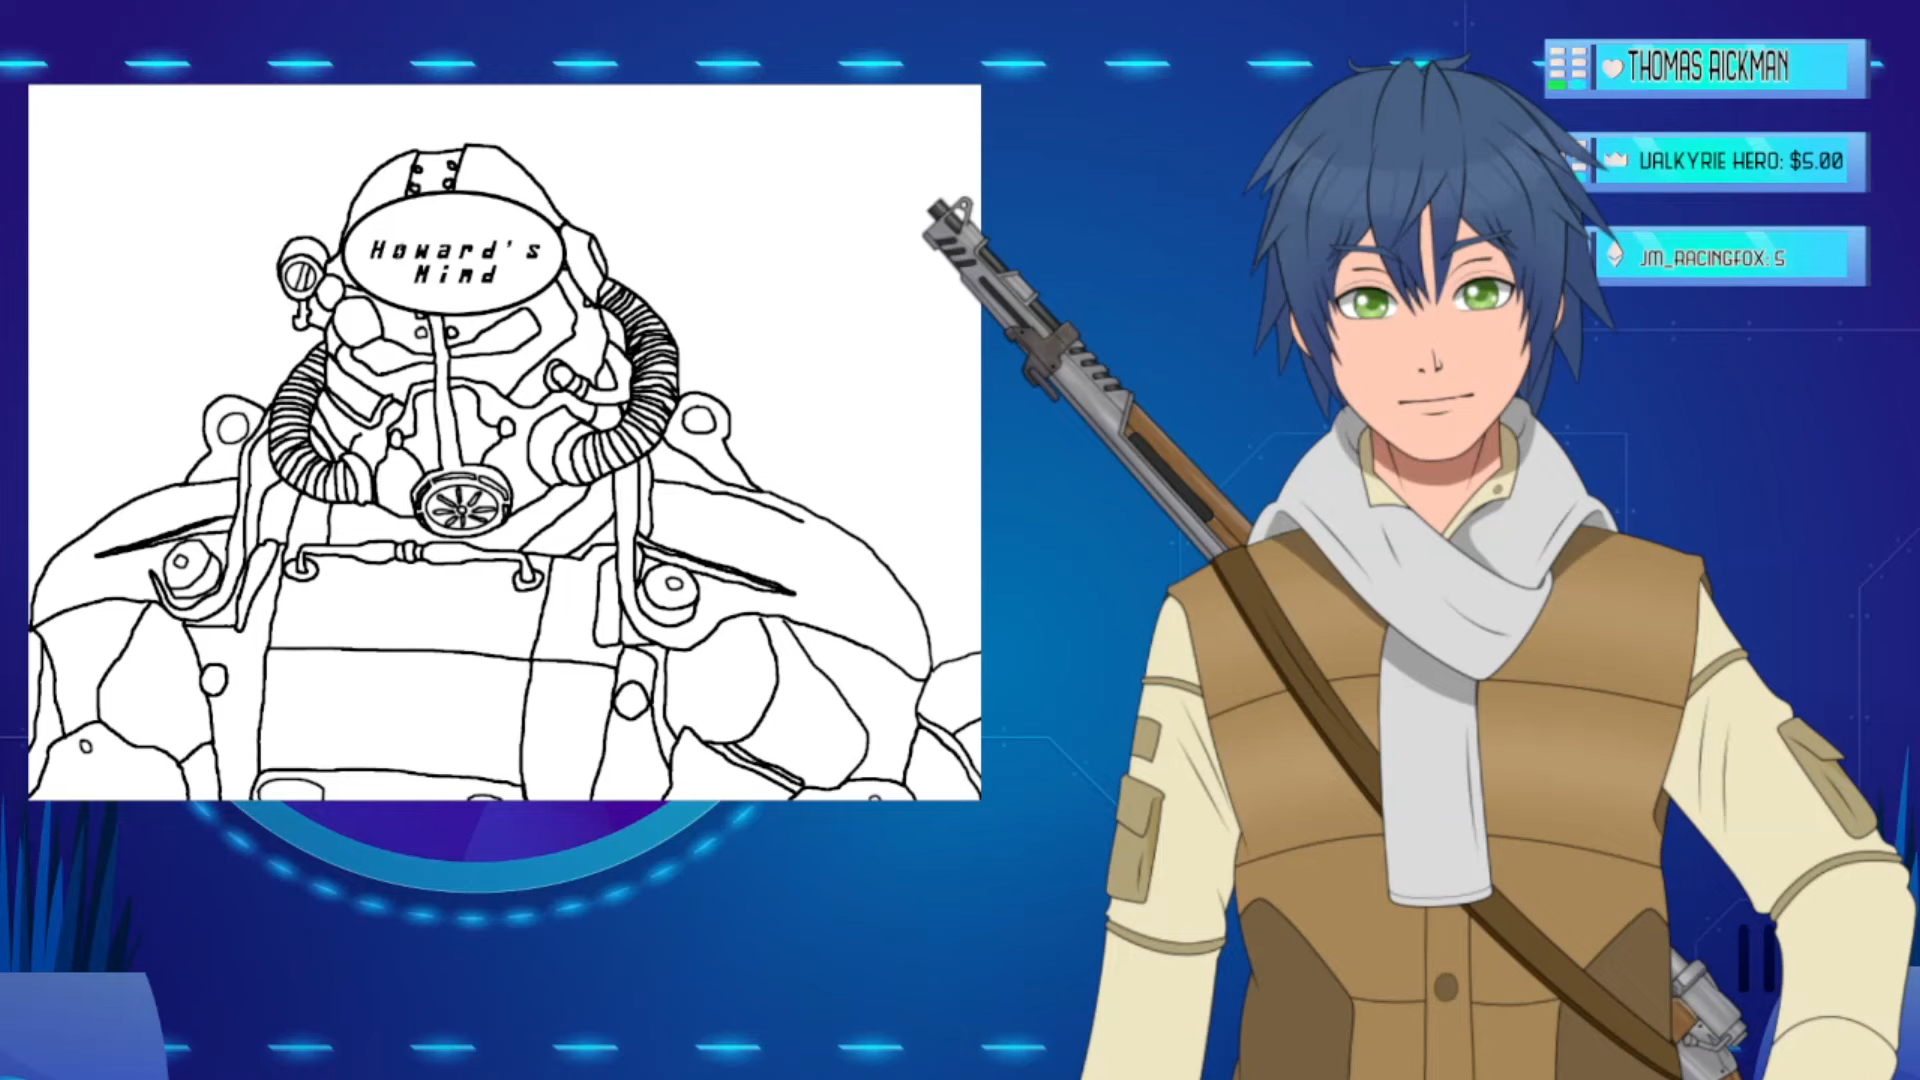 Howard's
Mind
THOMAS RICKMAN
VALKYRIE HERO: $5.00
JM_RACINGFOX: 5